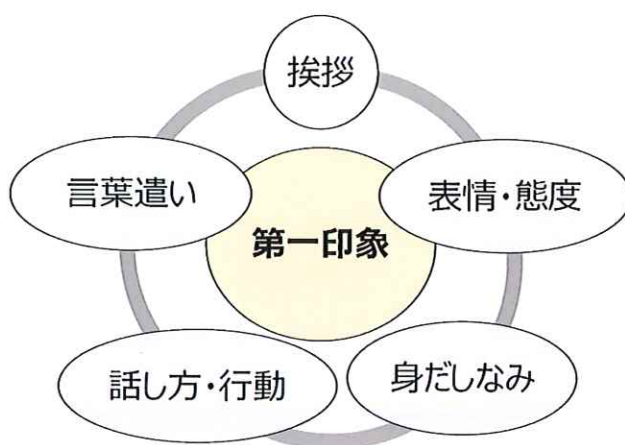 挨拶
言葉遣い
表情・態度
第一印象
話し方・行動
身だしなみ